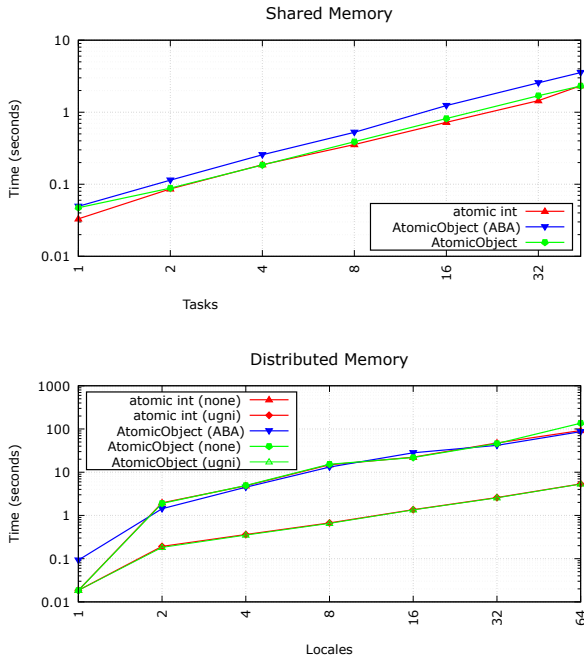 Shared Memory
Time (seconds)
10
1
0.1
0.01
1
2
4
8
16
32
Tasks
atomic int
AtomicObject (ABA)
AtomicObject
Distributed Memory
Time (seconds)
1000
100
10
1
0.1
0.01
1
2
4
8
16
32
64
Locales
atomic int (none)
atomic int (ugni)
AtomicObject (ABA)
AtomicObject (none)
AtomicObject (ugni)